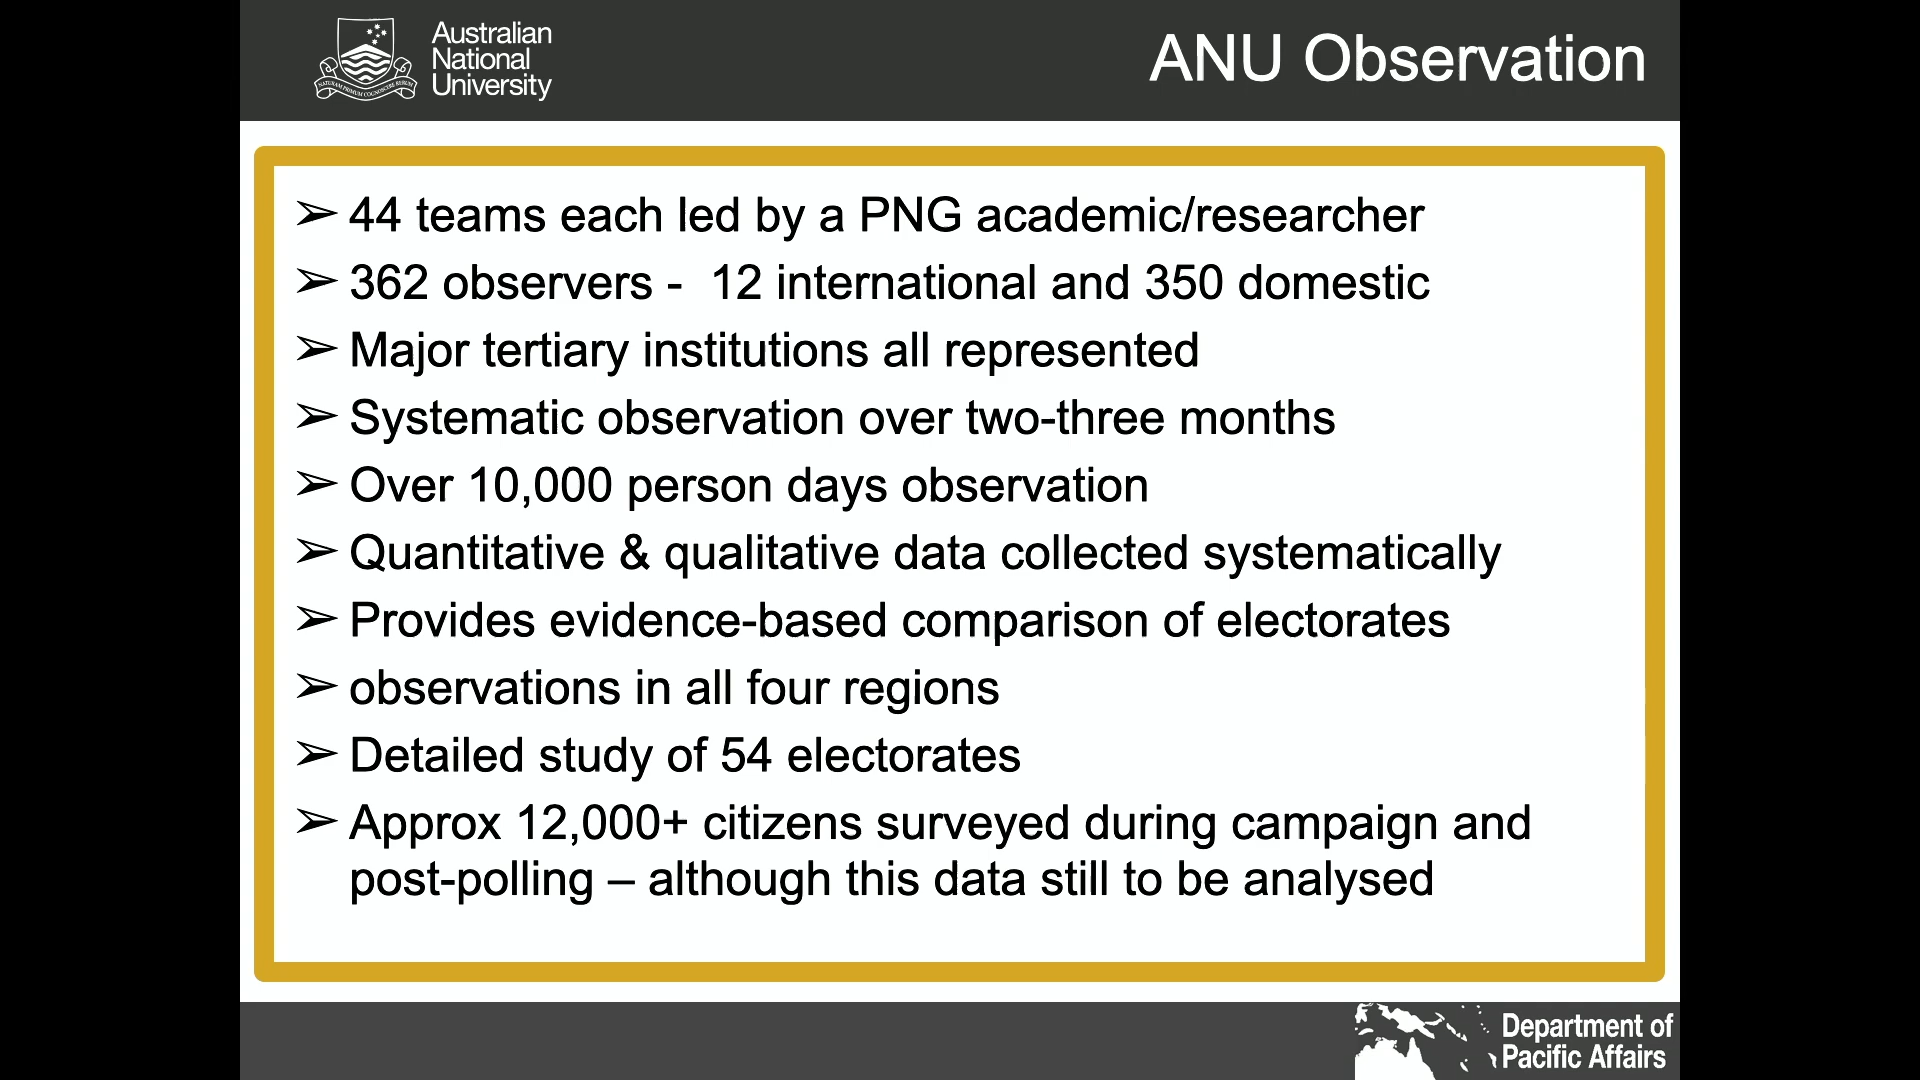 Australian
National
University
ANU Observation
➢ 44 teams each led by a PNG academic/researcher
➢ 362 observers - 12 international and 350 domestic
➢ Major tertiary institutions all represented
➢ Systematic observation over two-three months
➢ Over 10,000 person days observation
➢ Quantitative & qualitative data collected systematically
➢ Provides evidence-based comparison of electorates
➢ observations in all four regions
➢ Detailed study of 54 electorates
➢ Approx 12,000+ citizens surveyed during campaign and
post-polling – although this data still to be analysed
Department of
Pacific Affairs